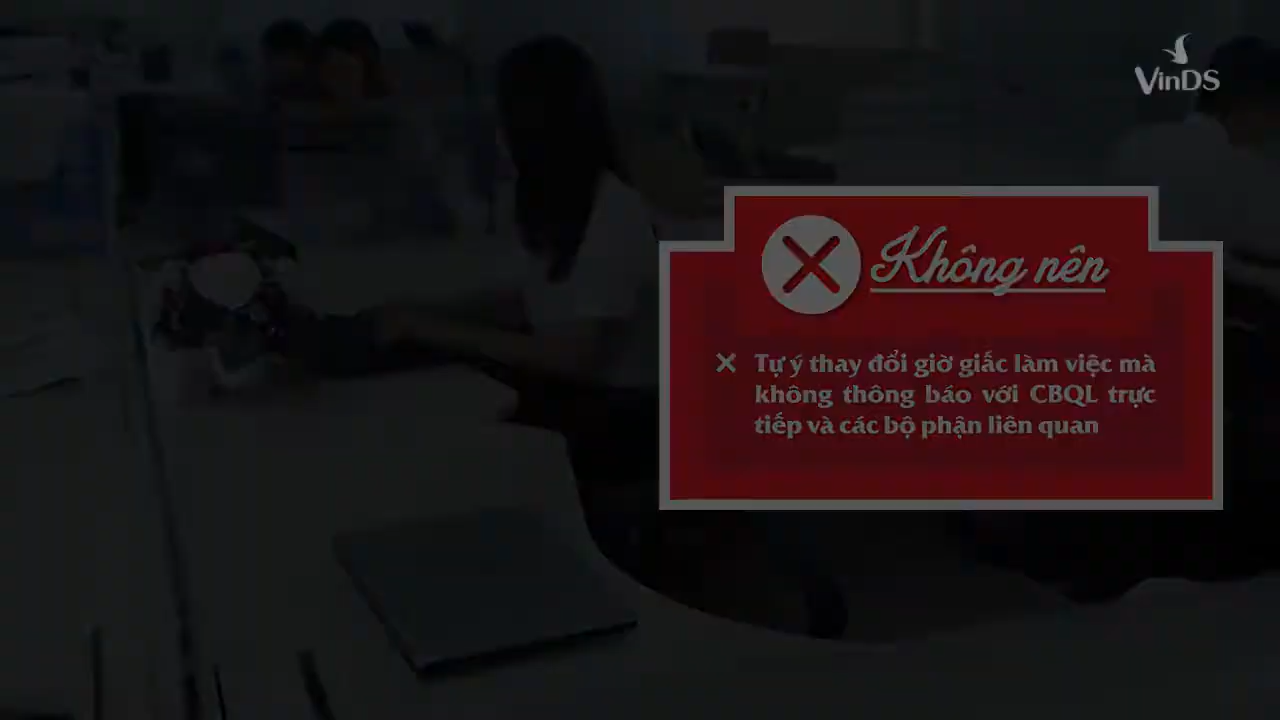 VinDS
Không nên
Tự ý thay đổi giờ giấc làm việc mà
không thông báo với CBQL trực
tiếp và các bộ phận liên quan